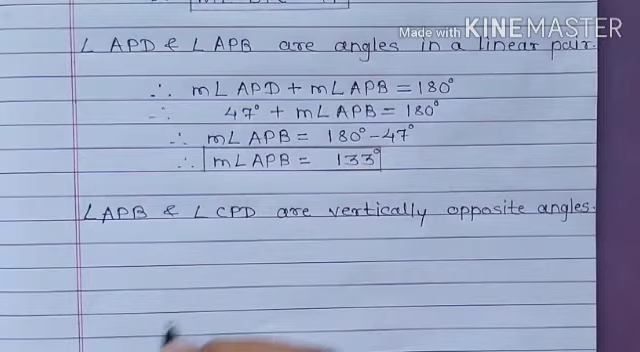 Made with KINEMASTER
∠ APD & ∠ APB are angles in a linear pair.
∴ m∠ APD + m∠ APB = 180°
∴ 47° + m∠ APB = 180°
∴ m∠ APB = 180° - 47°
∴ m∠ APB = 133°
∠ APB & ∠ CPD are vertically opposite angles.